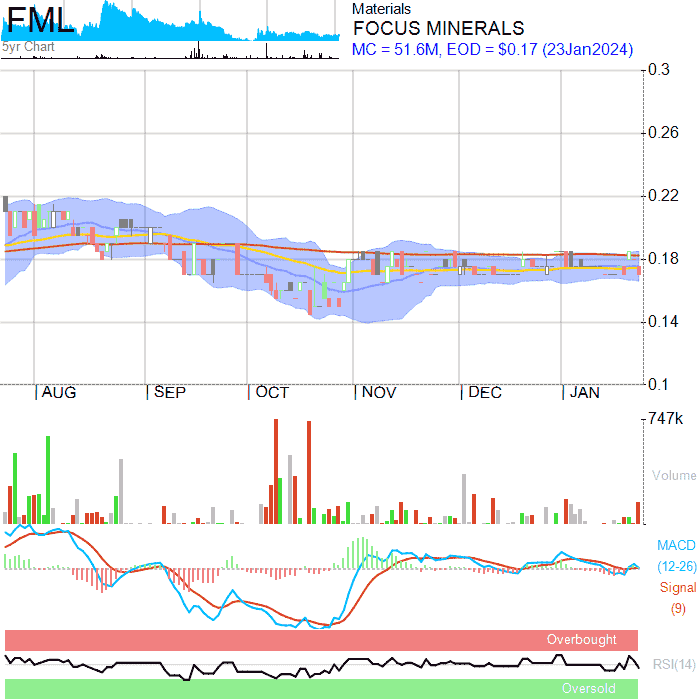 FML
5yr Chart
Materials
FOCUS MINERALS
MC = 51.6M, EOD = $0.17 (23Jan2024)
0.3
0.26
0.22
0.18
0.14
0.1
AUG SEP OCT NOV DEC JAN
747k
Volume
MACD
(12-26)
Signal
(9)
Overbought
RSI(14)
Oversold